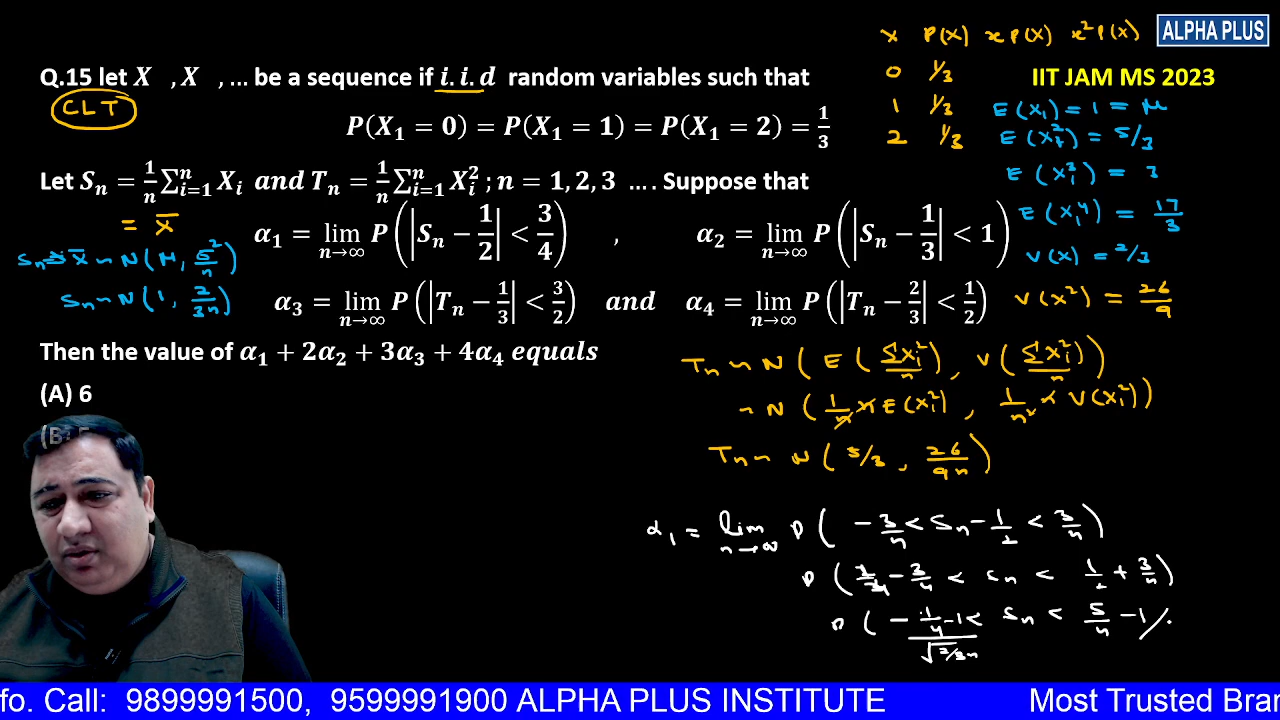 x P(X) xP(X) x²P(X)
ALPHA PLUS
Q.15 let X , X , ... be a sequence if i.i.d random variables such that
IIT JAM MS 2023
CLT
P(X₁ = 0) = P(X₁ = 1) = P(X₁ = 2) = 1/3
0 1/3
1 1/3
2 1/3
E(X₁) = 1 = μ
E(X₁²) = 5/3
E(X₁³) = 3
E(X₁⁴) = 17/3
V(X) = 2/3
V(X²) = 26/9
Let Sₙ = 1/n ∑ⁿᵢ₌₁ Xᵢ and Tₙ = 1/n ∑ⁿᵢ₌₁ Xᵢ² ; n = 1, 2, 3 .... Suppose that
= X̄
Sₙ = X̄ ~ N(μ, σ²/n)
Sₙ ~ N(1, 2/3n)
α₁ = lim n→∞ P(|Sₙ − 1/2| < 3/4) , α₂ = lim n→∞ P(|Sₙ − 1/3| < 1)
α₃ = lim n→∞ P(|Tₙ − 1/3| < 3/2) and α₄ = lim n→∞ P(|Tₙ − 2/3| < 1/2)
Then the value of α₁ + 2α₂ + 3α₃ + 4α₄ equals
(A) 6
(B) 5
Tₙ ~ N(E(∑Xᵢ²/n), V(∑Xᵢ²/n))
~ N(1/n × n E(Xᵢ²), 1/n² × V(Xᵢ²))
Tₙ ~ N(5/3, 26/9n)
α₁ = lim n→∞ P(−3/4 < Sₙ − 1/2 < 3/4)
P(1/2 − 3/4 < Sₙ < 1/2 + 3/4)
P(−1/4 − 1 / √2/3n < Sₙ < 5/4 − 1/
fo. Call: 9899991500, 9599991900 ALPHA PLUS INSTITUTE Most Trusted Bran